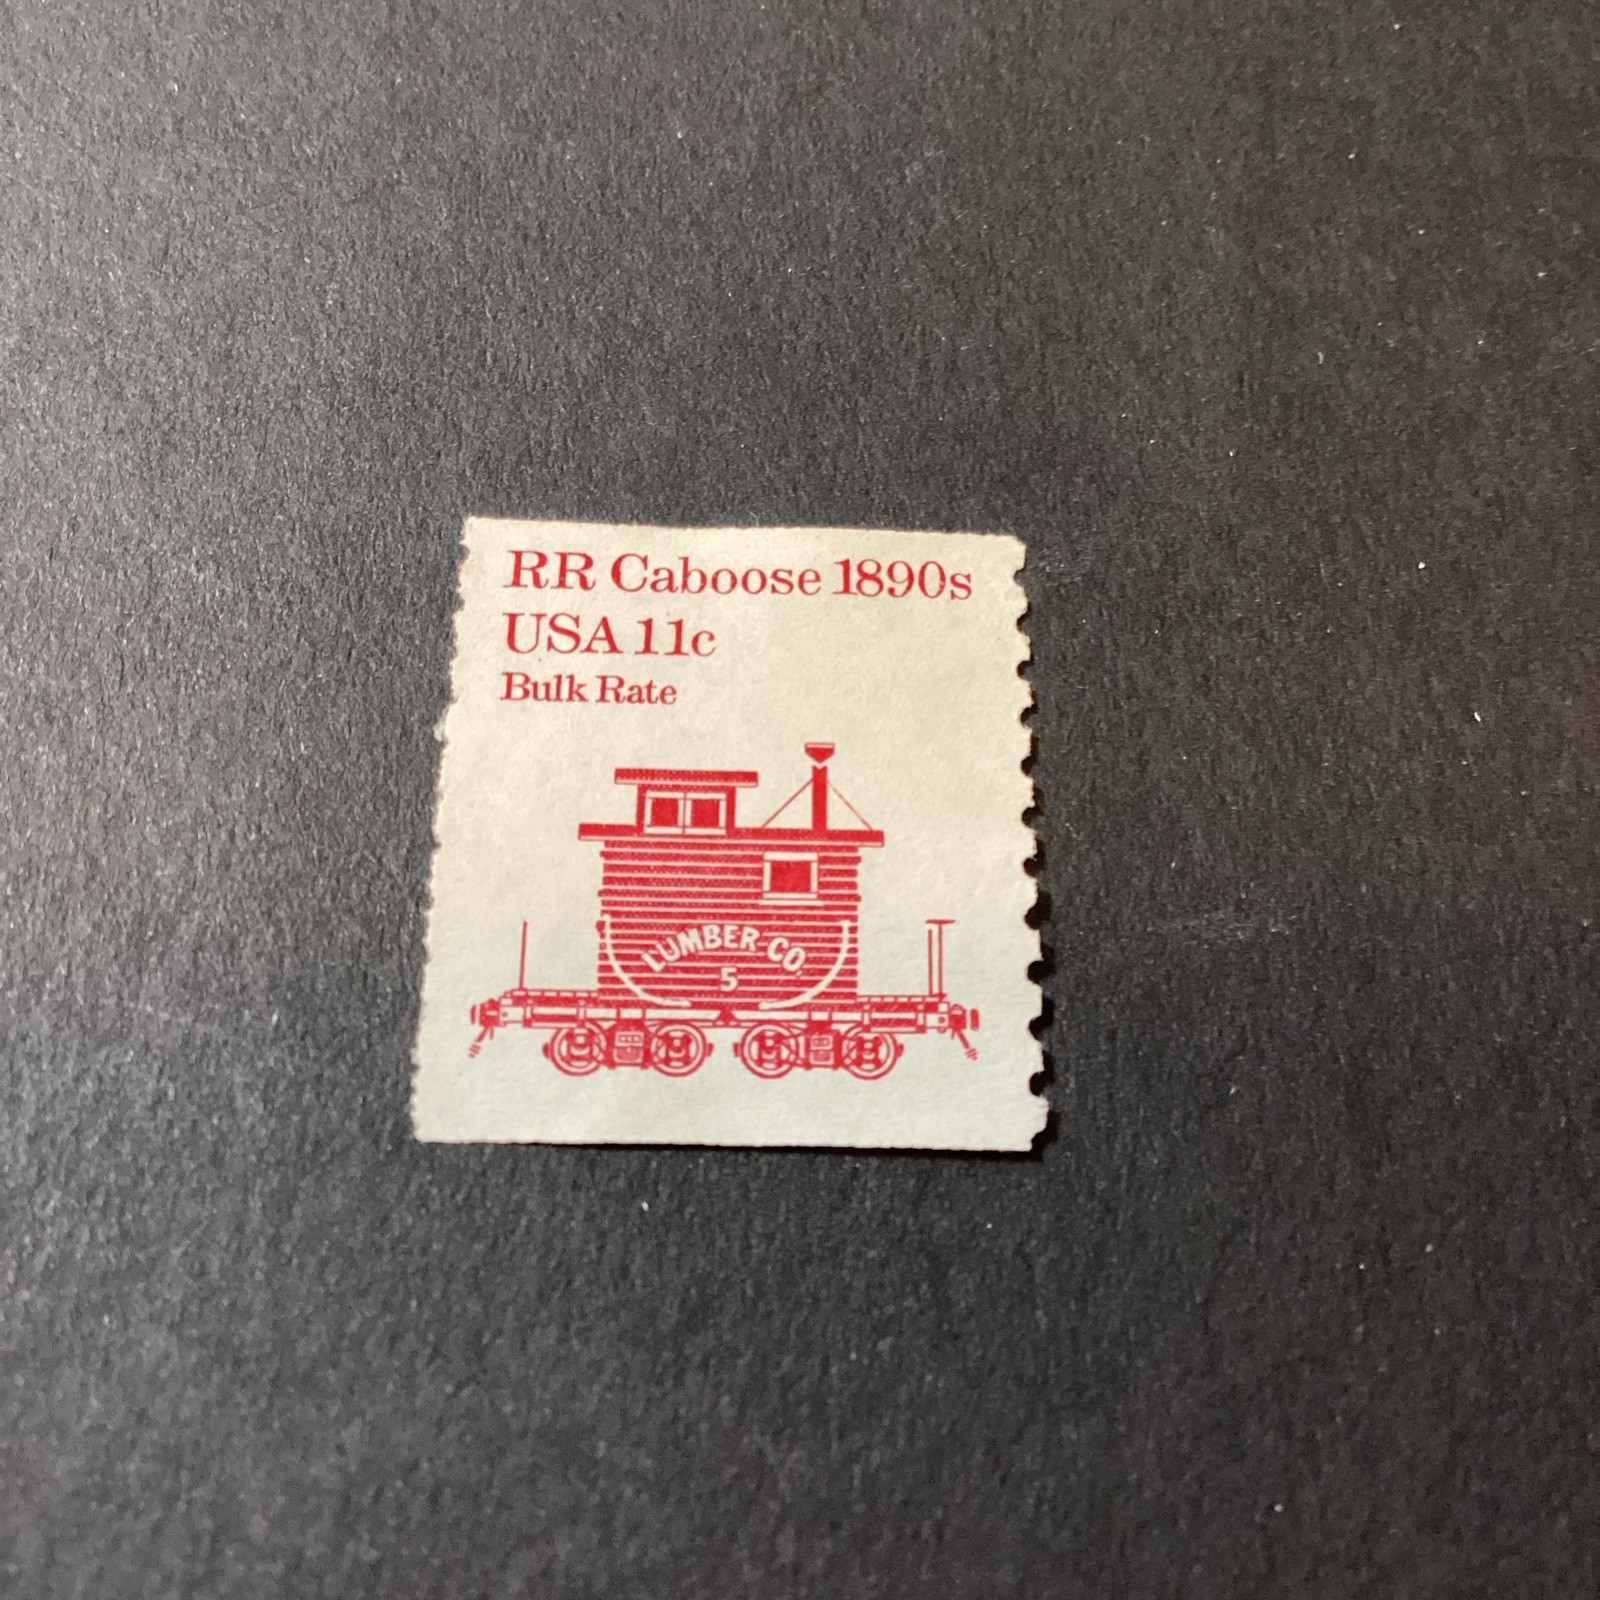 RR Caboose 1890s
USA 11c
Bulk Rate
LUMBER CO.
5